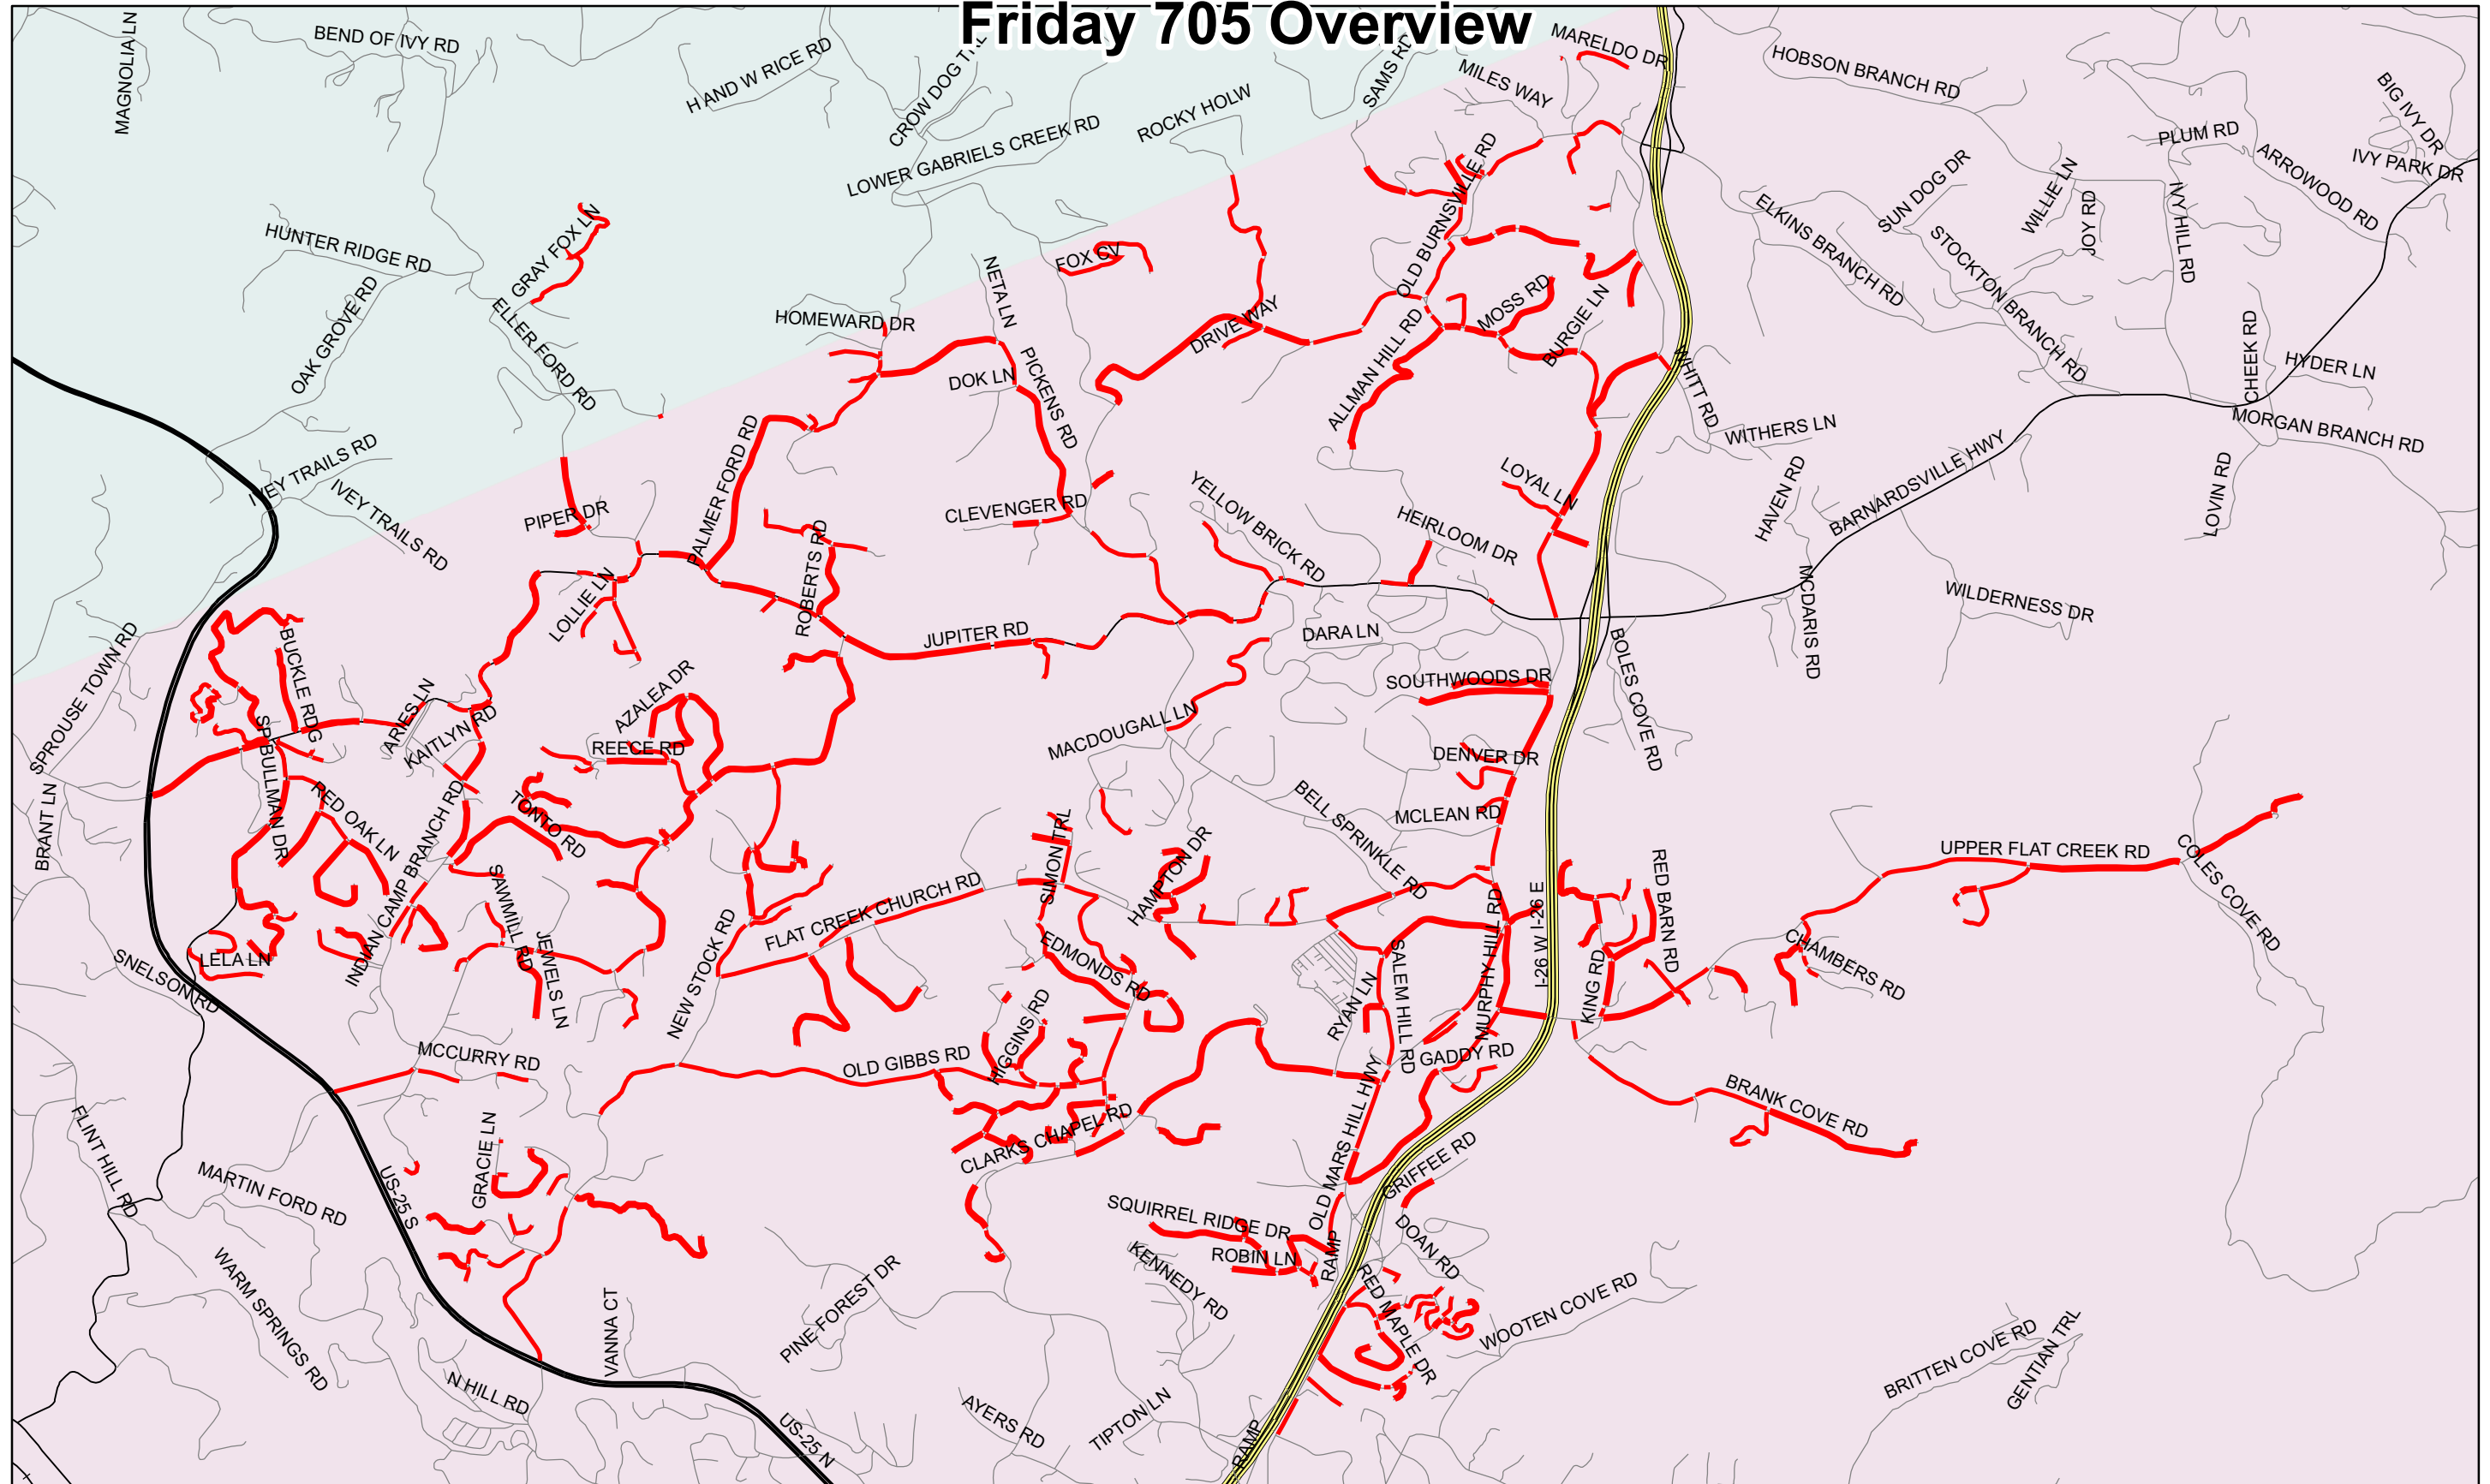 Friday 705 Overview
MAGNOLIA LN
BEND OF IVY RD
H AND W RICE RD
CROW DOG TRL
SAMS RD
MARELDO DR
MILES WAY
HOBSON BRANCH RD
BIG IVY DR
ROCKY HOLW
LOWER GABRIELS CREEK RD
PLUM RD
IVY PARK DR
ARROWOOD RD
OLD BURNSVILLE RD
SUN DOG DR
WILLIE LN
JOY RD
IVY HILL RD
ELKINS BRANCH RD
STOCKTON BRANCH RD
HUNTER RIDGE RD
GRAY FOX LN
FOX CV
NETA LN
OAK GROVE RD
ELLER FORD RD
HOMEWARD DR
DRIVE WAY
MOSS RD
BURGIE LN
ALLMAN HILL RD
DOK LN
PICKENS RD
WHITT RD
CHEEK RD
HYDER LN
MORGAN BRANCH RD
WITHERS LN
BARNARDSVILLE HWY
IVEY TRAILS RD
IVEY TRAILS RD
PALMER FORD RD
PIPER DR
CLEVENGER RD
YELLOW BRICK RD
LOYAL LN
HEIRLOOM DR
HAVEN RD
LOVIN RD
ROBERTS RD
LOLLIE LN
JUPITER RD
DARA LN
MCDARIS RD
WILDERNESS DR
SPROUSE TOWN RD
BUCKLE RDG
AZALEA DR
SOUTHWOODS DR
BOLES COVE RD
ARIES LN
KAITLYN RD
REECE RD
MACDOUGALL LN
DENVER DR
BRANT LN
SPBULLMAN DR
RED OAK LN
TONTO RD
BELL SPRINKLE RD
MCLEAN RD
INDIAN CAMP BRANCH RD
SIMON TRL
HAMPTON DR
UPPER FLAT CREEK RD
COLES COVE RD
SAWMILL RD
FLAT CREEK CHURCH RD
I-26 W I-26 E
RED BARN RD
LELA LN
SNELSON RD
JEWELS LN
NEW STOCK RD
EDMONDS RD
SALEM HILL RD
MURPHY HILL RD
KING RD
CHAMBERS RD
RYAN LN
HIGGINS RD
MCCURRY RD
OLD GIBBS RD
GADDY RD
BRANK COVE RD
FLINT HILL RD
GRACIE LN
CLARKS CHAPEL RD
OLD MARS HILL HWY
MARTIN FORD RD
US-25 S
GRIFFEE RD
SQUIRREL RIDGE DR
DOAN RD
ROBIN LN
RAMP
KENNEDY RD
WARM SPRINGS RD
VANNA CT
PINE FOREST DR
RED MAPLE DR
WOOTEN COVE RD
BRITTEN COVE RD
GENTIAN TRL
N HILL RD
US-25 N
AYERS RD
TIPTON LN
RAMP